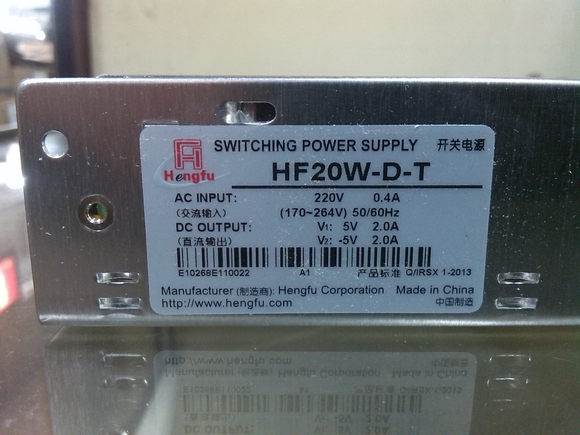 SWITCHING POWER SUPPLY 开关电源
Hengfu
HF20W-D-T
AC INPUT: 220V 0.4A
(交流输入) (170~264V) 50/60Hz
DC OUTPUT: V1: 5V 2.0A
(直流输出) V2: -5V 2.0A
E10268E110022 A1 产品标准 Q/IRSX 1-2013
Manufacturer (制造商): Hengfu Corporation Made in China
http://www.hengfu.com 中国制造